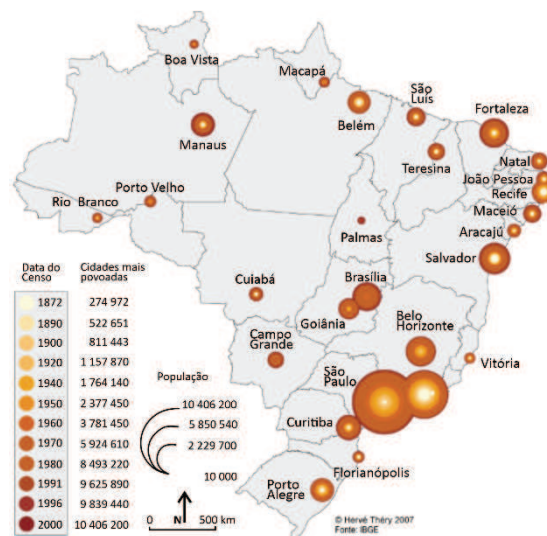 Boa Vista
Macapá
São
Luís
Fortaleza
Belém
Manaus
Teresina
Natal
João Pessoa
Recife
Porto Velho
Rio Branco
Maceió
Palmas
Aracajú
Salvador
Data do
Censo
Cidades mais
povoadas
1872 274 972
1890 522 651
1900 811 443
1920 1 157 870
1940 1 764 140
1950 2 377 450
1960 3 781 450
1970 5 924 610
1980 8 493 220
1991 9 625 890
1996 9 839 440
2000 10 406 200
Cuiabá
Brasília
Goiânia
Belo
Horizonte
Campo
Grande
Vitória
São
Paulo
População
10 406 200
5 850 540
2 229 700
10 000
Curitiba
Florianópolis
Porto
Alegre
N
0 500 km
© Hervé Théry 2007
Fonte: IBGE